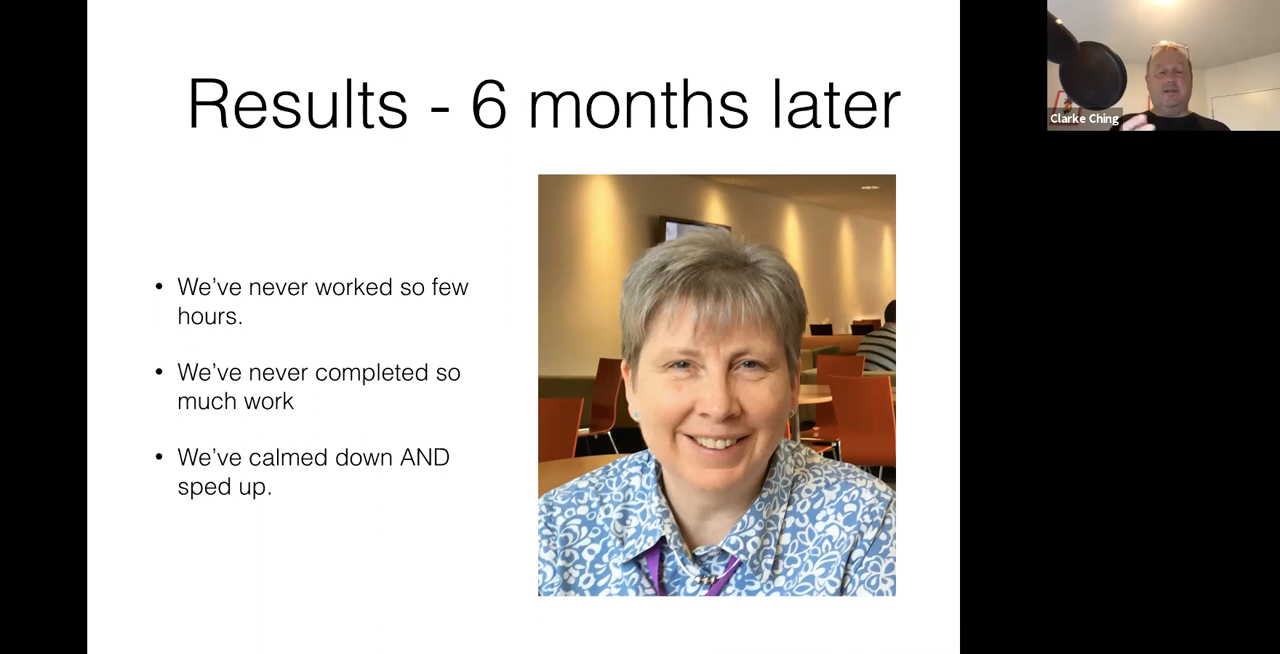 Results - 6 months later
Clarke Ching
• We’ve never worked so few
hours.
• We’ve never completed so
much work
• We’ve calmed down AND
sped up.